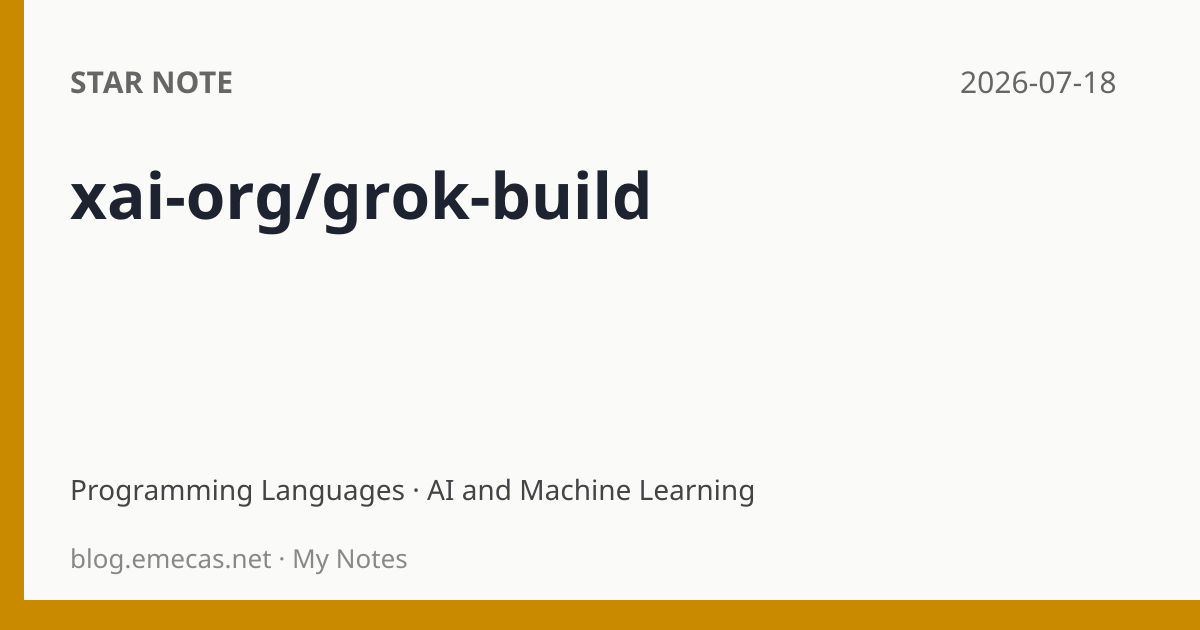 STAR NOTE
2026-07-18
xai-org/grok-build
Programming Languages · AI and Machine Learning
blog.emecas.net · My Notes